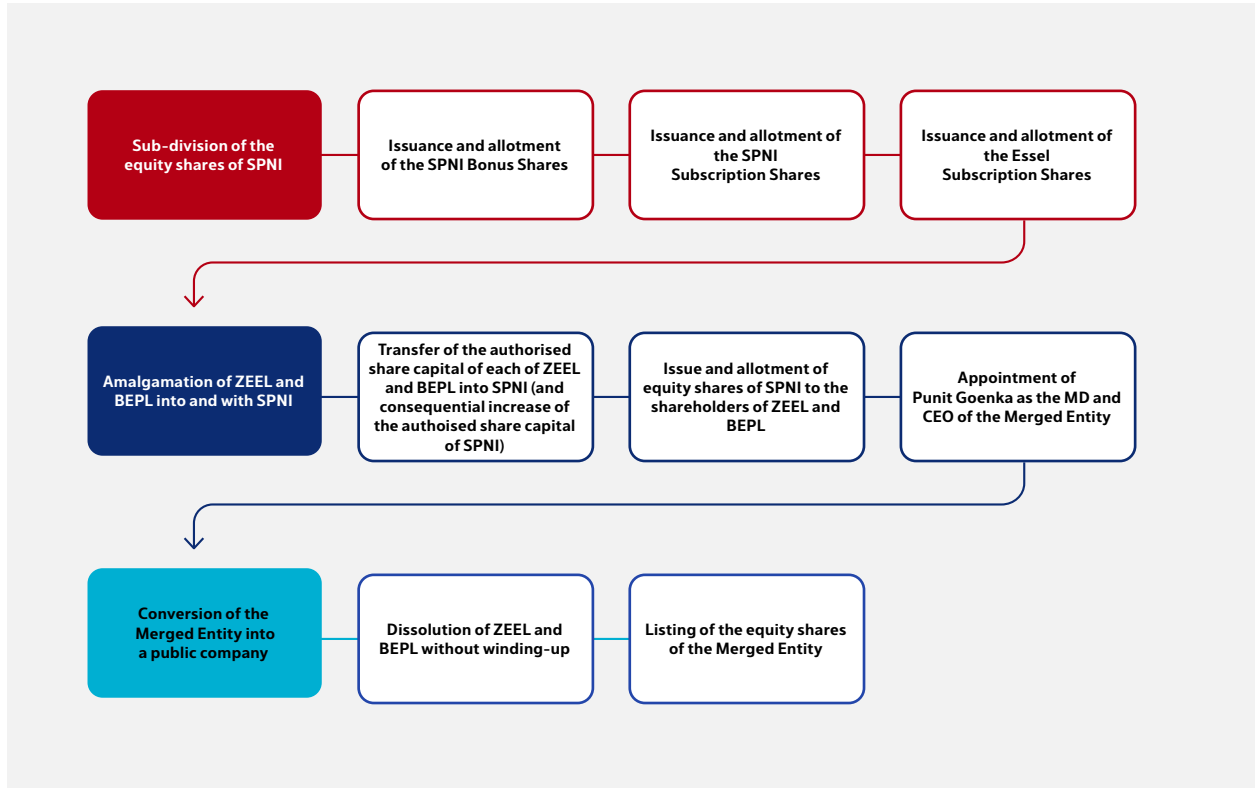 Sub-division of the
equity shares of SPNI
Issuance and allotment
of the SPNI Bonus Shares
Issuance and allotment of
the SPNI
Subscription Shares
Issuance and allotment of
the Essel
Subscription Shares
Amalgamation of ZEEL and
BEPL into and with SPNI
Transfer of the authorised
share capital of each of ZEEL
and BEPL into SPNI (and
consequential increase of
the authoised share capital
of SPNI)
Issue and allotment of
equity shares of SPNI to the
shareholders of ZEEL and
BEPL
Appointment of
Punit Goenka as the MD and
CEO of the Merged Entity
Conversion of the
Merged Entity into
a public company
Dissolution of ZEEL and
BEPL without winding-up
Listing of the equity shares
of the Merged Entity